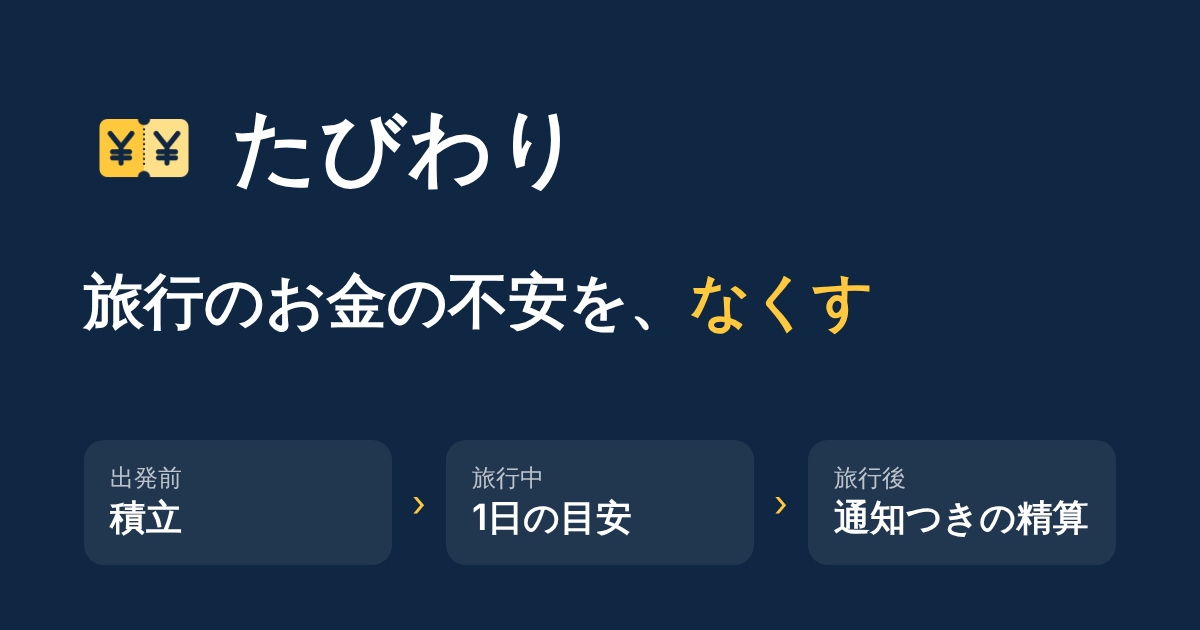 ¥ ¥ たびわり
旅行のお金の不安を、なくす
出発前
積立
›
旅行中
1日の目安
›
旅行後
通知つきの精算